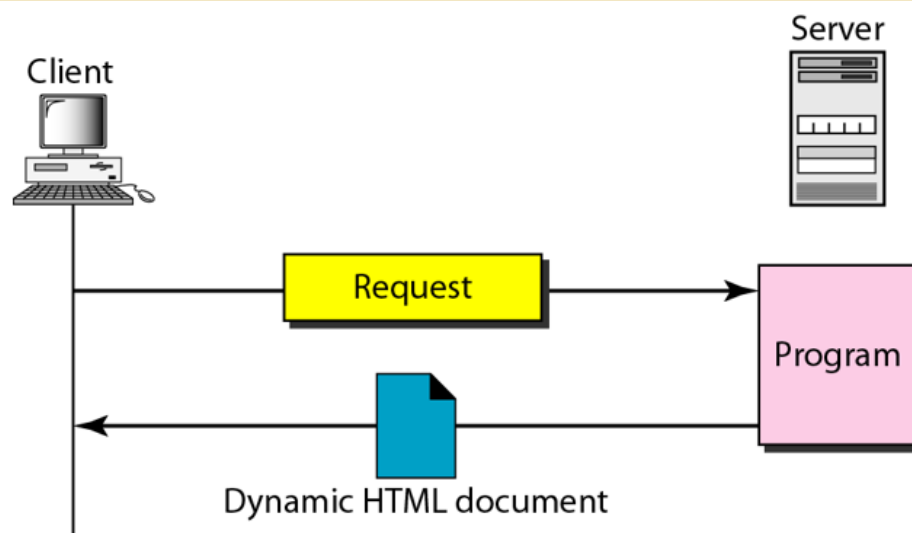 Server
Client
Request
Program
Dynamic HTML document